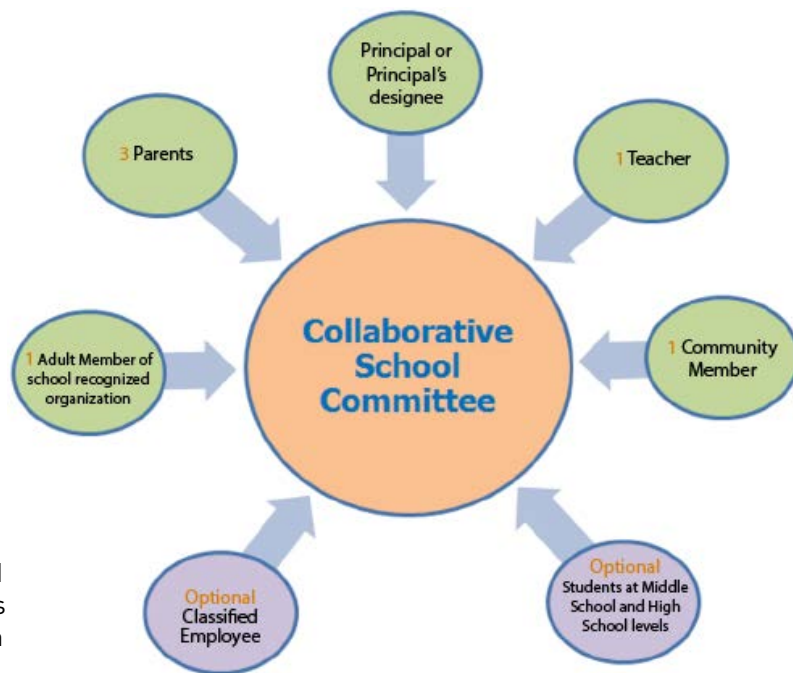 Principal or
Principal's
designee
3 Parents
1 Teacher
1 Adult Member of
school recognized
organization
Collaborative
School
Committee
1 Community
Member
Optional
Classified
Employee
Optional
Students at Middle
School and High
School levels